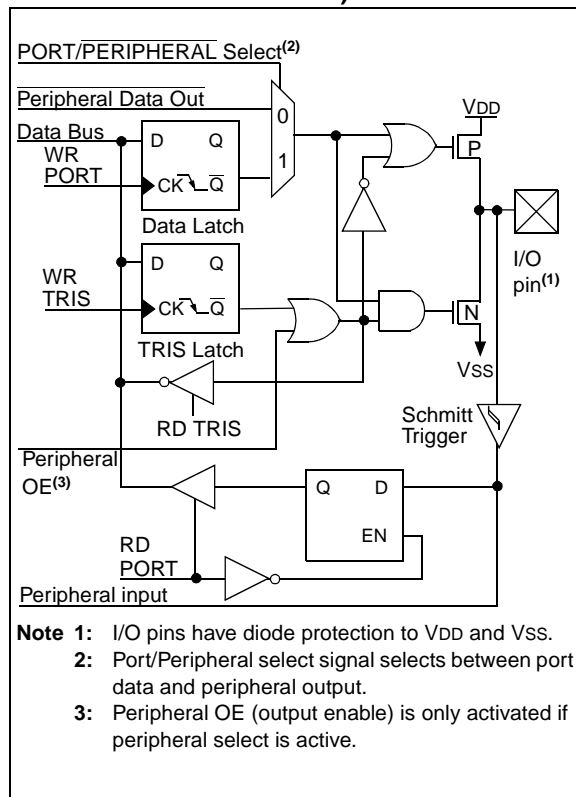 PORT/PERIPHERAL Select(2)
Peripheral Data Out
Data Bus
WR
PORT
D
Q
CK
Q
Data Latch
0
1
VDD
P
I/O
pin(1)
WR
TRIS
D
Q
CK
Q
TRIS Latch
N
VSS
RD TRIS
Schmitt
Trigger
Peripheral
OE(3)
Q
D
EN
RD
PORT
Peripheral input
Note 1: I/O pins have diode protection to VDD and VSS.
2: Port/Peripheral select signal selects between port
data and peripheral output.
3: Peripheral OE (output enable) is only activated if
peripheral select is active.